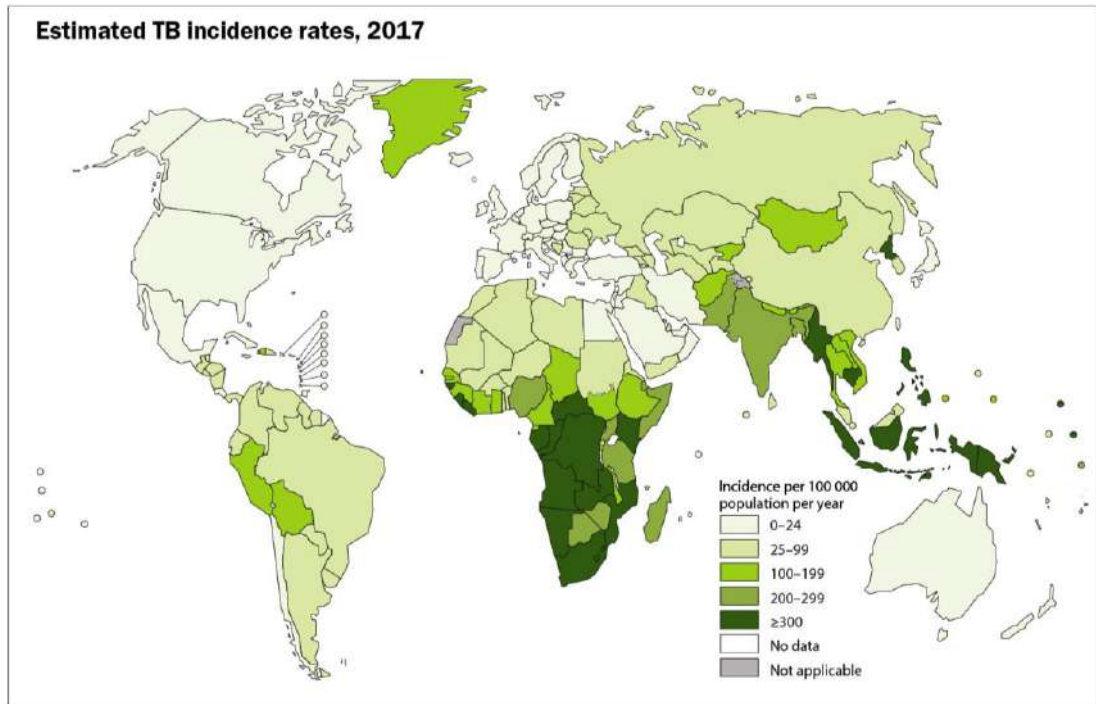 Estimated TB incidence rates, 2017
Incidence per 100 000
population per year
0–24
25–99
100–199
200–299
≥300
No data
Not applicable